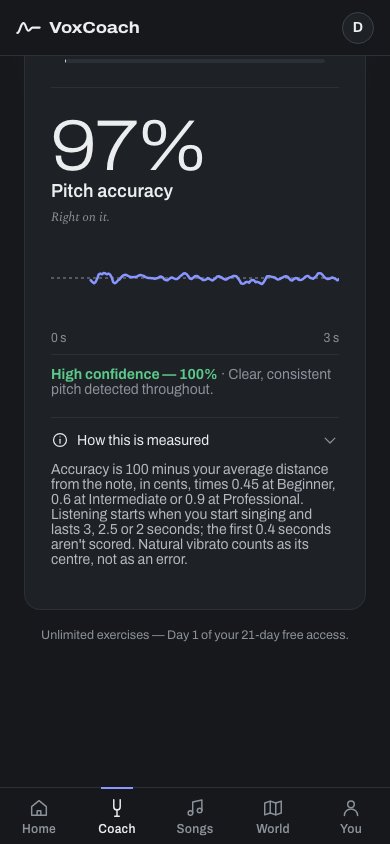 VoxCoach
D
97%
Pitch accuracy
Right on it.
0 s
3 s
High confidence — 100% · Clear, consistent
pitch detected throughout.
How this is measured
Accuracy is 100 minus your average distance
from the note, in cents, times 0.45 at Beginner,
0.6 at Intermediate or 0.9 at Professional.
Listening starts when you start singing and
lasts 3, 2.5 or 2 seconds; the first 0.4 seconds
aren't scored. Natural vibrato counts as its
centre, not as an error.
Unlimited exercises — Day 1 of your 21-day free access.
Home
Coach
Songs
World
You